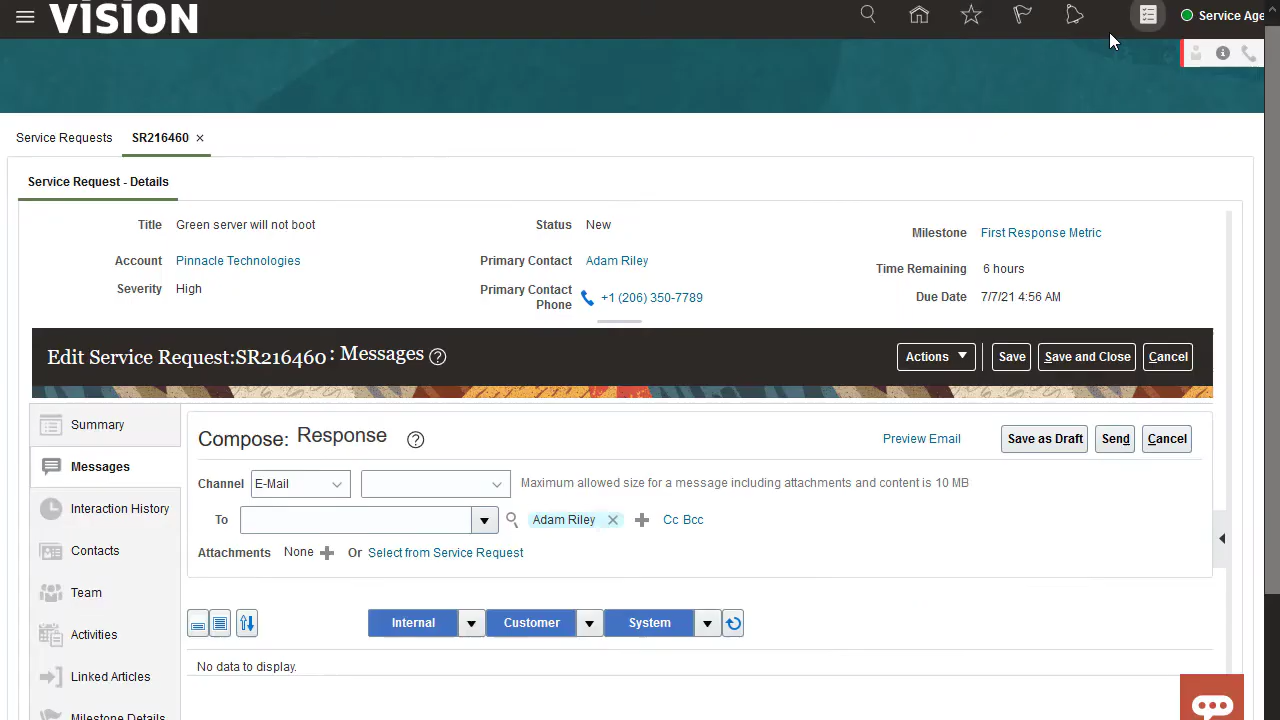 VISION
Service Age
Service Requests
SR216460
Service Request - Details
Title Green server will not boot
Status New
Milestone First Response Metric
Account Pinnacle Technologies
Primary Contact Adam Riley
Time Remaining 6 hours
Severity High
Primary Contact Phone +1 (206) 350-7789
Due Date 7/7/21 4:56 AM
Edit Service Request:SR216460 : Messages
Actions
Save
Save and Close
Cancel
Summary
Messages
Interaction History
Contacts
Team
Activities
Linked Articles
Milestone Details
Compose: Response
Preview Email
Save as Draft
Send
Cancel
Channel E-Mail
Maximum allowed size for a message including attachments and content is 10 MB
To
Adam Riley
Cc Bcc
Attachments None Or Select from Service Request
Internal
Customer
System
No data to display.